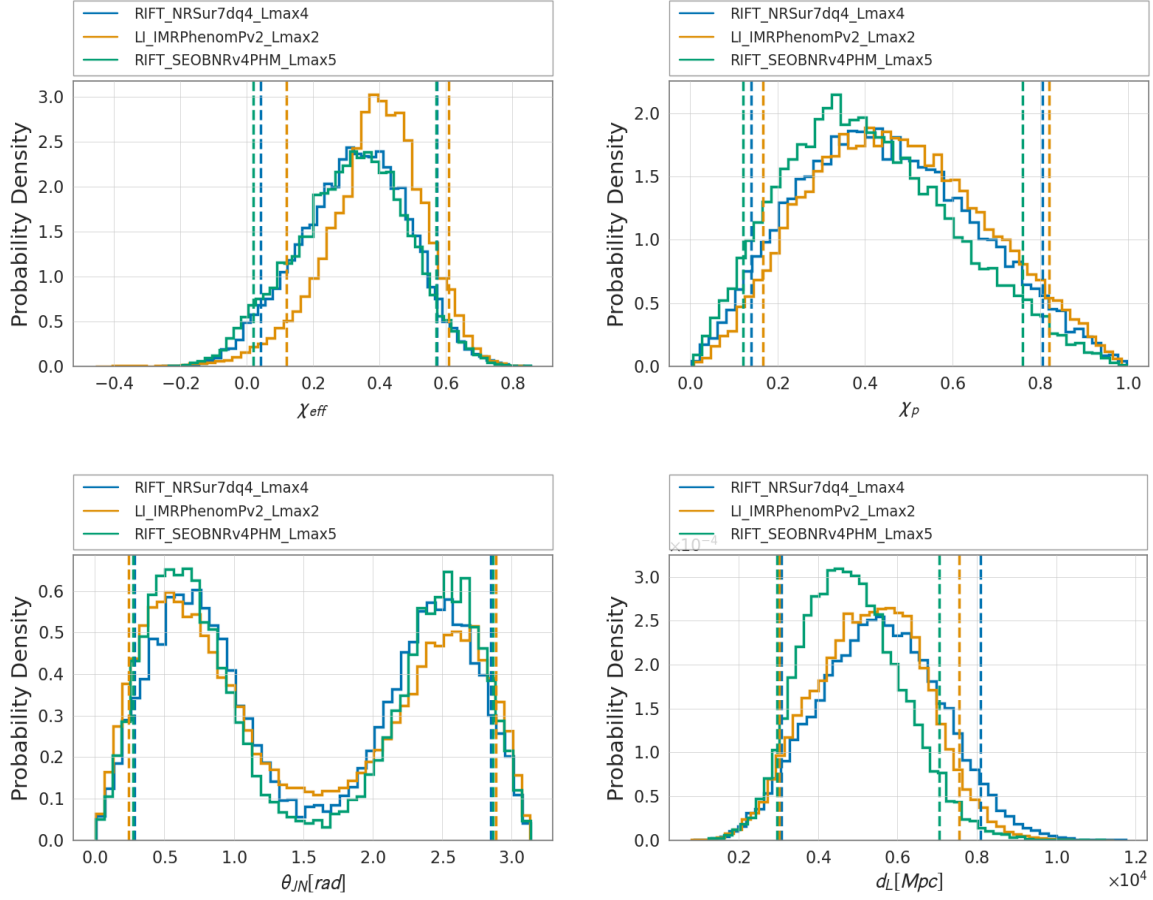 RIFT_NRSur7dq4_Lmax4
LI_IMRPhenomPv2_Lmax2
RIFT_SEOBNRv4PHM_Lmax5
Probability Density
3.0
2.5
2.0
1.5
1.0
0.5
0.0
−0.4 −0.2 0.0 0.2 0.4 0.6 0.8
χeff
RIFT_NRSur7dq4_Lmax4
LI_IMRPhenomPv2_Lmax2
RIFT_SEOBNRv4PHM_Lmax5
Probability Density
2.0
1.5
1.0
0.5
0.0
0.0 0.2 0.4 0.6 0.8 1.0
χp
RIFT_NRSur7dq4_Lmax4
LI_IMRPhenomPv2_Lmax2
RIFT_SEOBNRv4PHM_Lmax5
Probability Density
0.6
0.5
0.4
0.3
0.2
0.1
0.0
0.0 0.5 1.0 1.5 2.0 2.5 3.0
θJN[rad]
RIFT_NRSur7dq4_Lmax4
LI_IMRPhenomPv2_Lmax2
RIFT_SEOBNRv4PHM_Lmax5
×10−4
Probability Density
3.0
2.5
2.0
1.5
1.0
0.5
0.0
0.2 0.4 0.6 0.8 1.0 1.2
×10⁴
dL[Mpc]